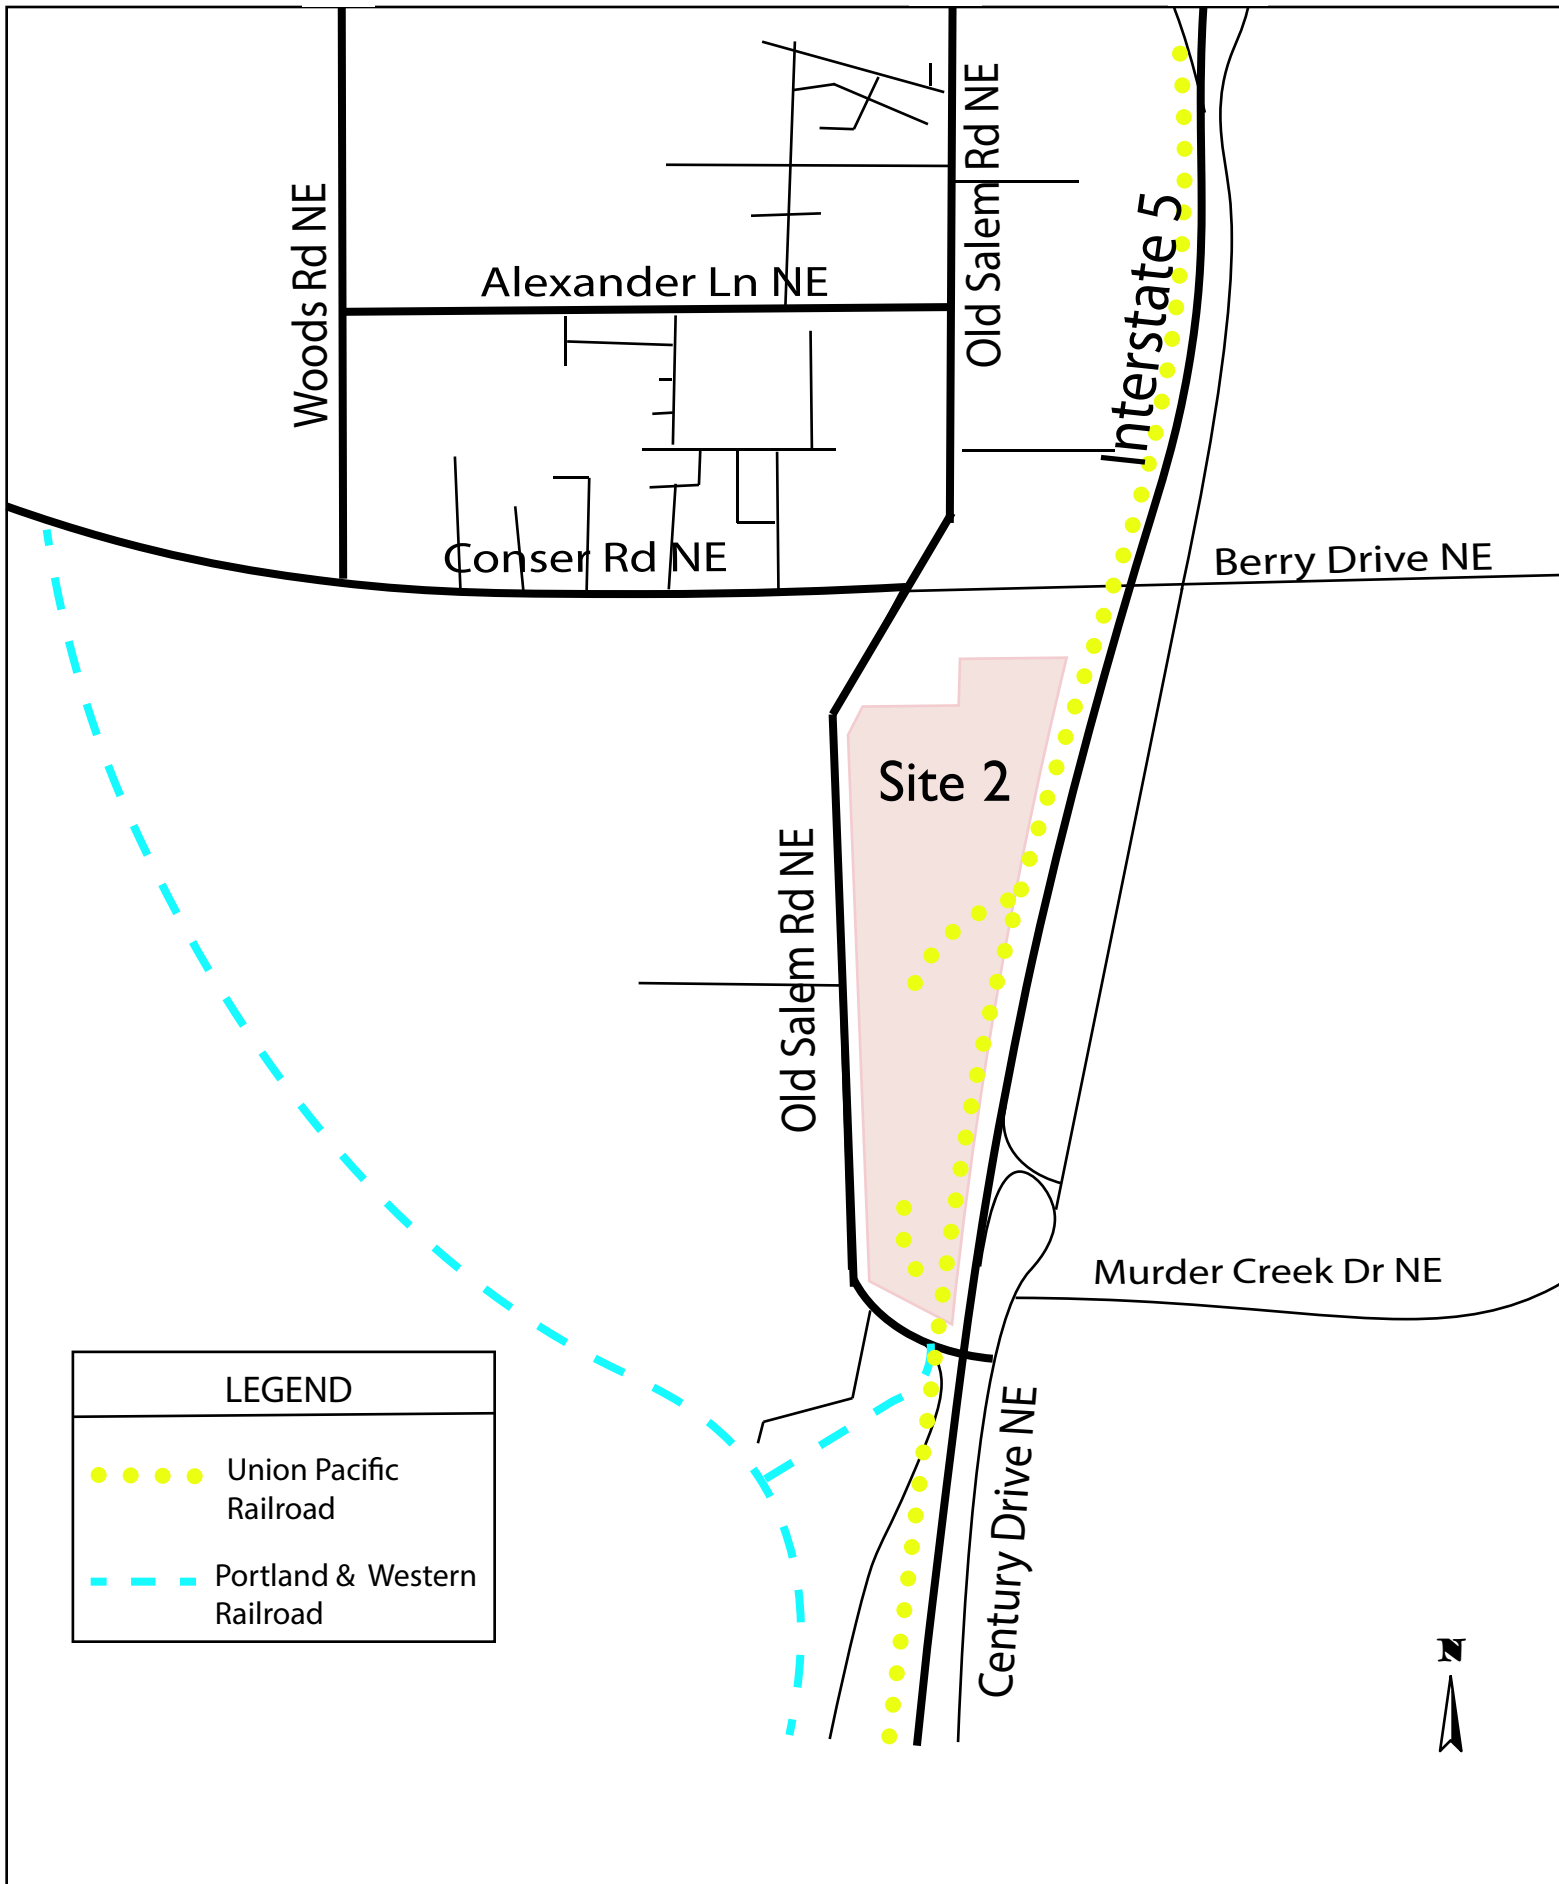 Woods Rd NE
Old Salem Rd NE
Interstate 5
Alexander Ln NE
Conser Rd NE
Berry Drive NE
Site 2
Old Salem Rd NE
Murder Creek Dr NE
Century Drive NE
LEGEND
Union Pacific
Railroad
Portland & Western
Railroad
N